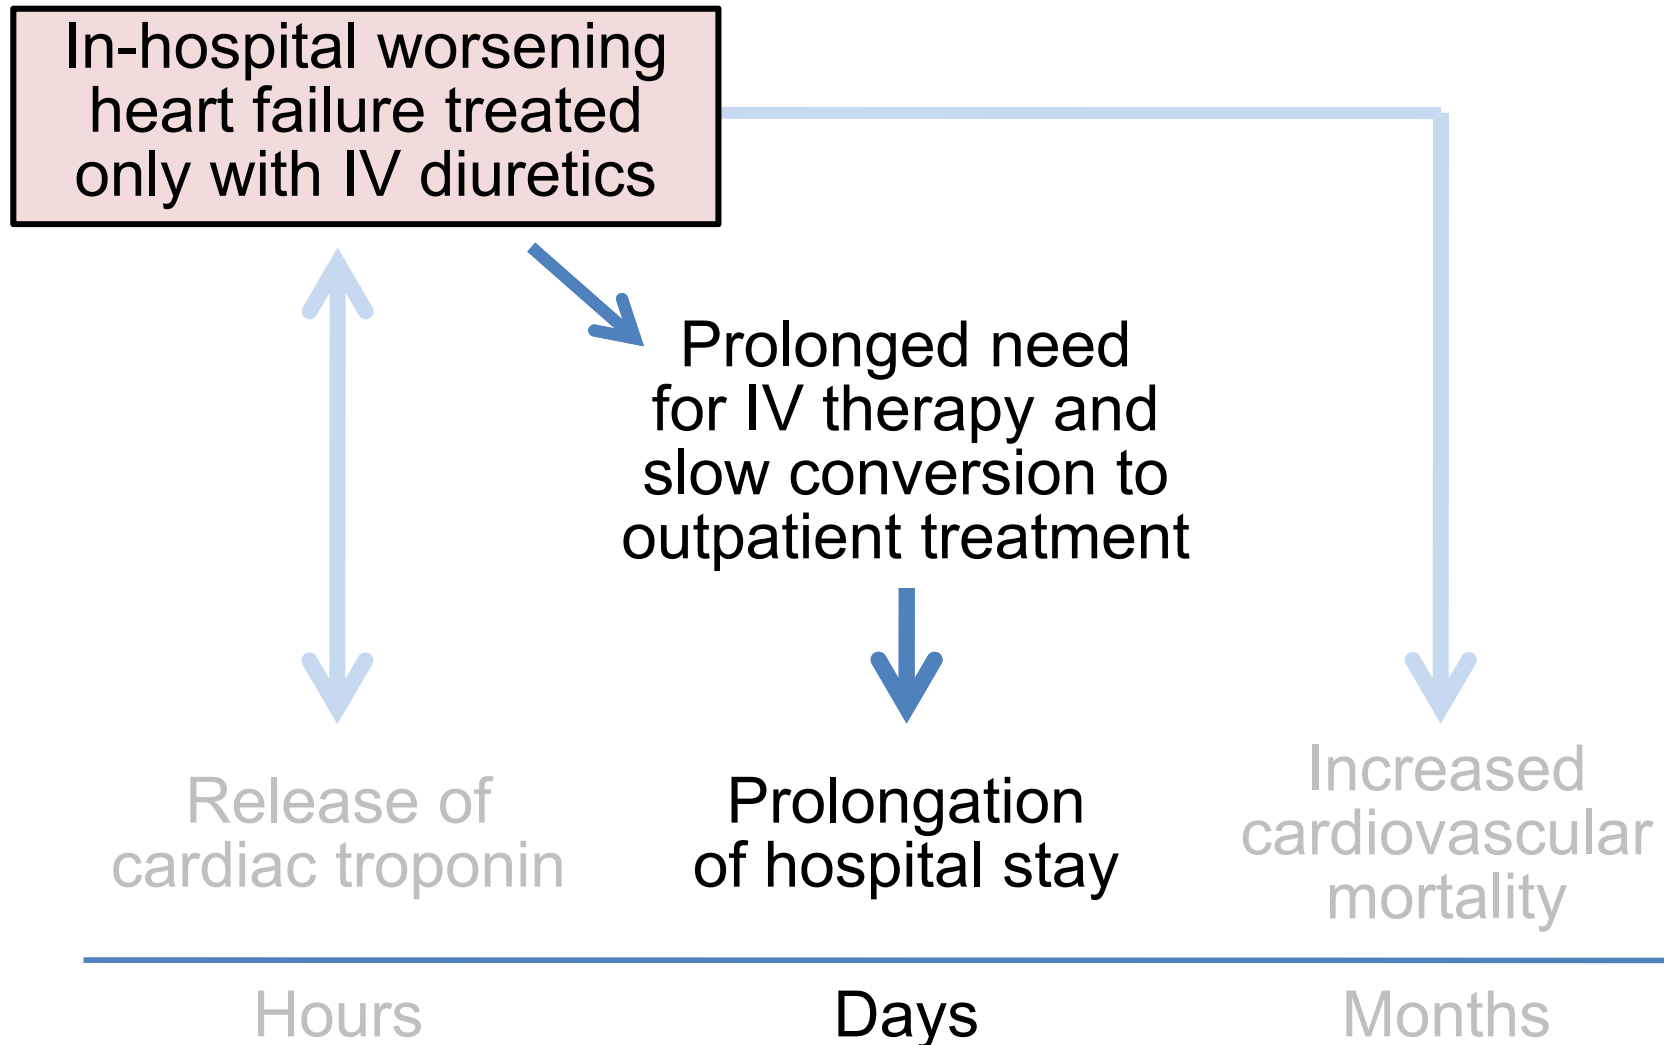 In-hospital worsening
heart failure treated
only with IV diuretics
Prolonged need
for IV therapy and
slow conversion to
outpatient treatment
Release of
cardiac troponin
Prolongation
of hospital stay
Increased
cardiovascular
mortality
Hours
Days
Months